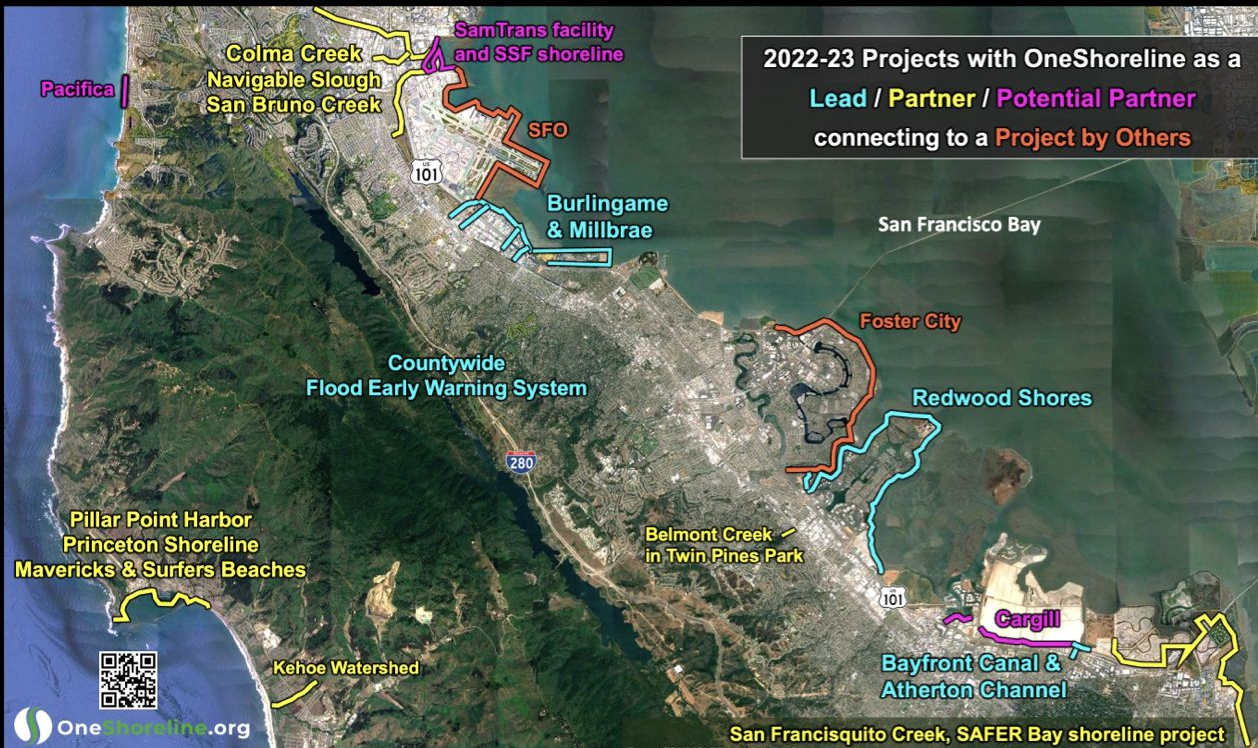 2022-23 Projects with OneShoreline as a
Lead / Partner / Potential Partner
connecting to a Project by Others
SamTrans facility
and SSF shoreline
Colma Creek
Navigable Slough
San Bruno Creek
Pacifica
SFO
US
101
Burlingame
& Millbrae
San Francisco Bay
Foster City
Countywide
Flood Early Warning System
Redwood Shores
INTERSTATE
280
Pillar Point Harbor
Princeton Shoreline
Mavericks & Surfers Beaches
Belmont Creek
in Twin Pines Park
US
101
Cargill
Kehoe Watershed
Bayfront Canal &
Atherton Channel
OneShoreline.org
San Francisquito Creek, SAFER Bay shoreline project